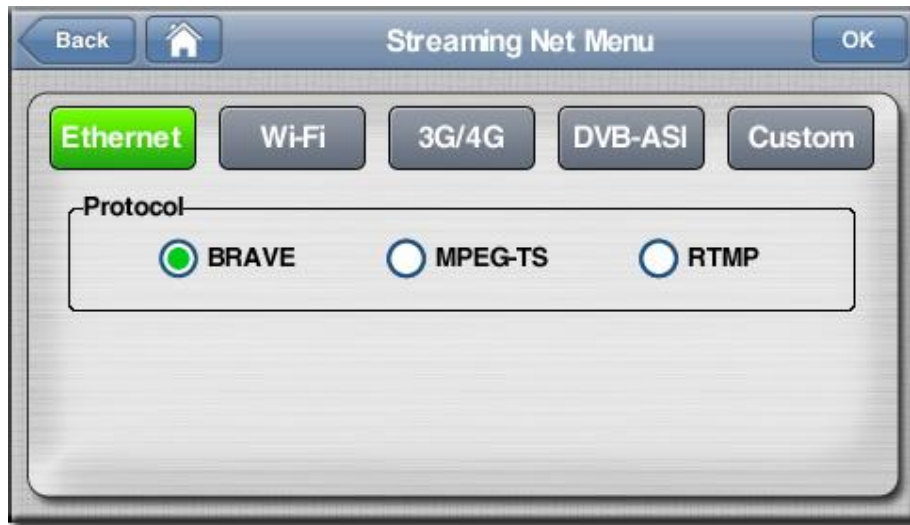 Back Streaming Net Menu OK
Ethernet Wi-Fi 3G/4G DVB-ASI Custom
Protocol
BRAVE MPEG-TS RTMP